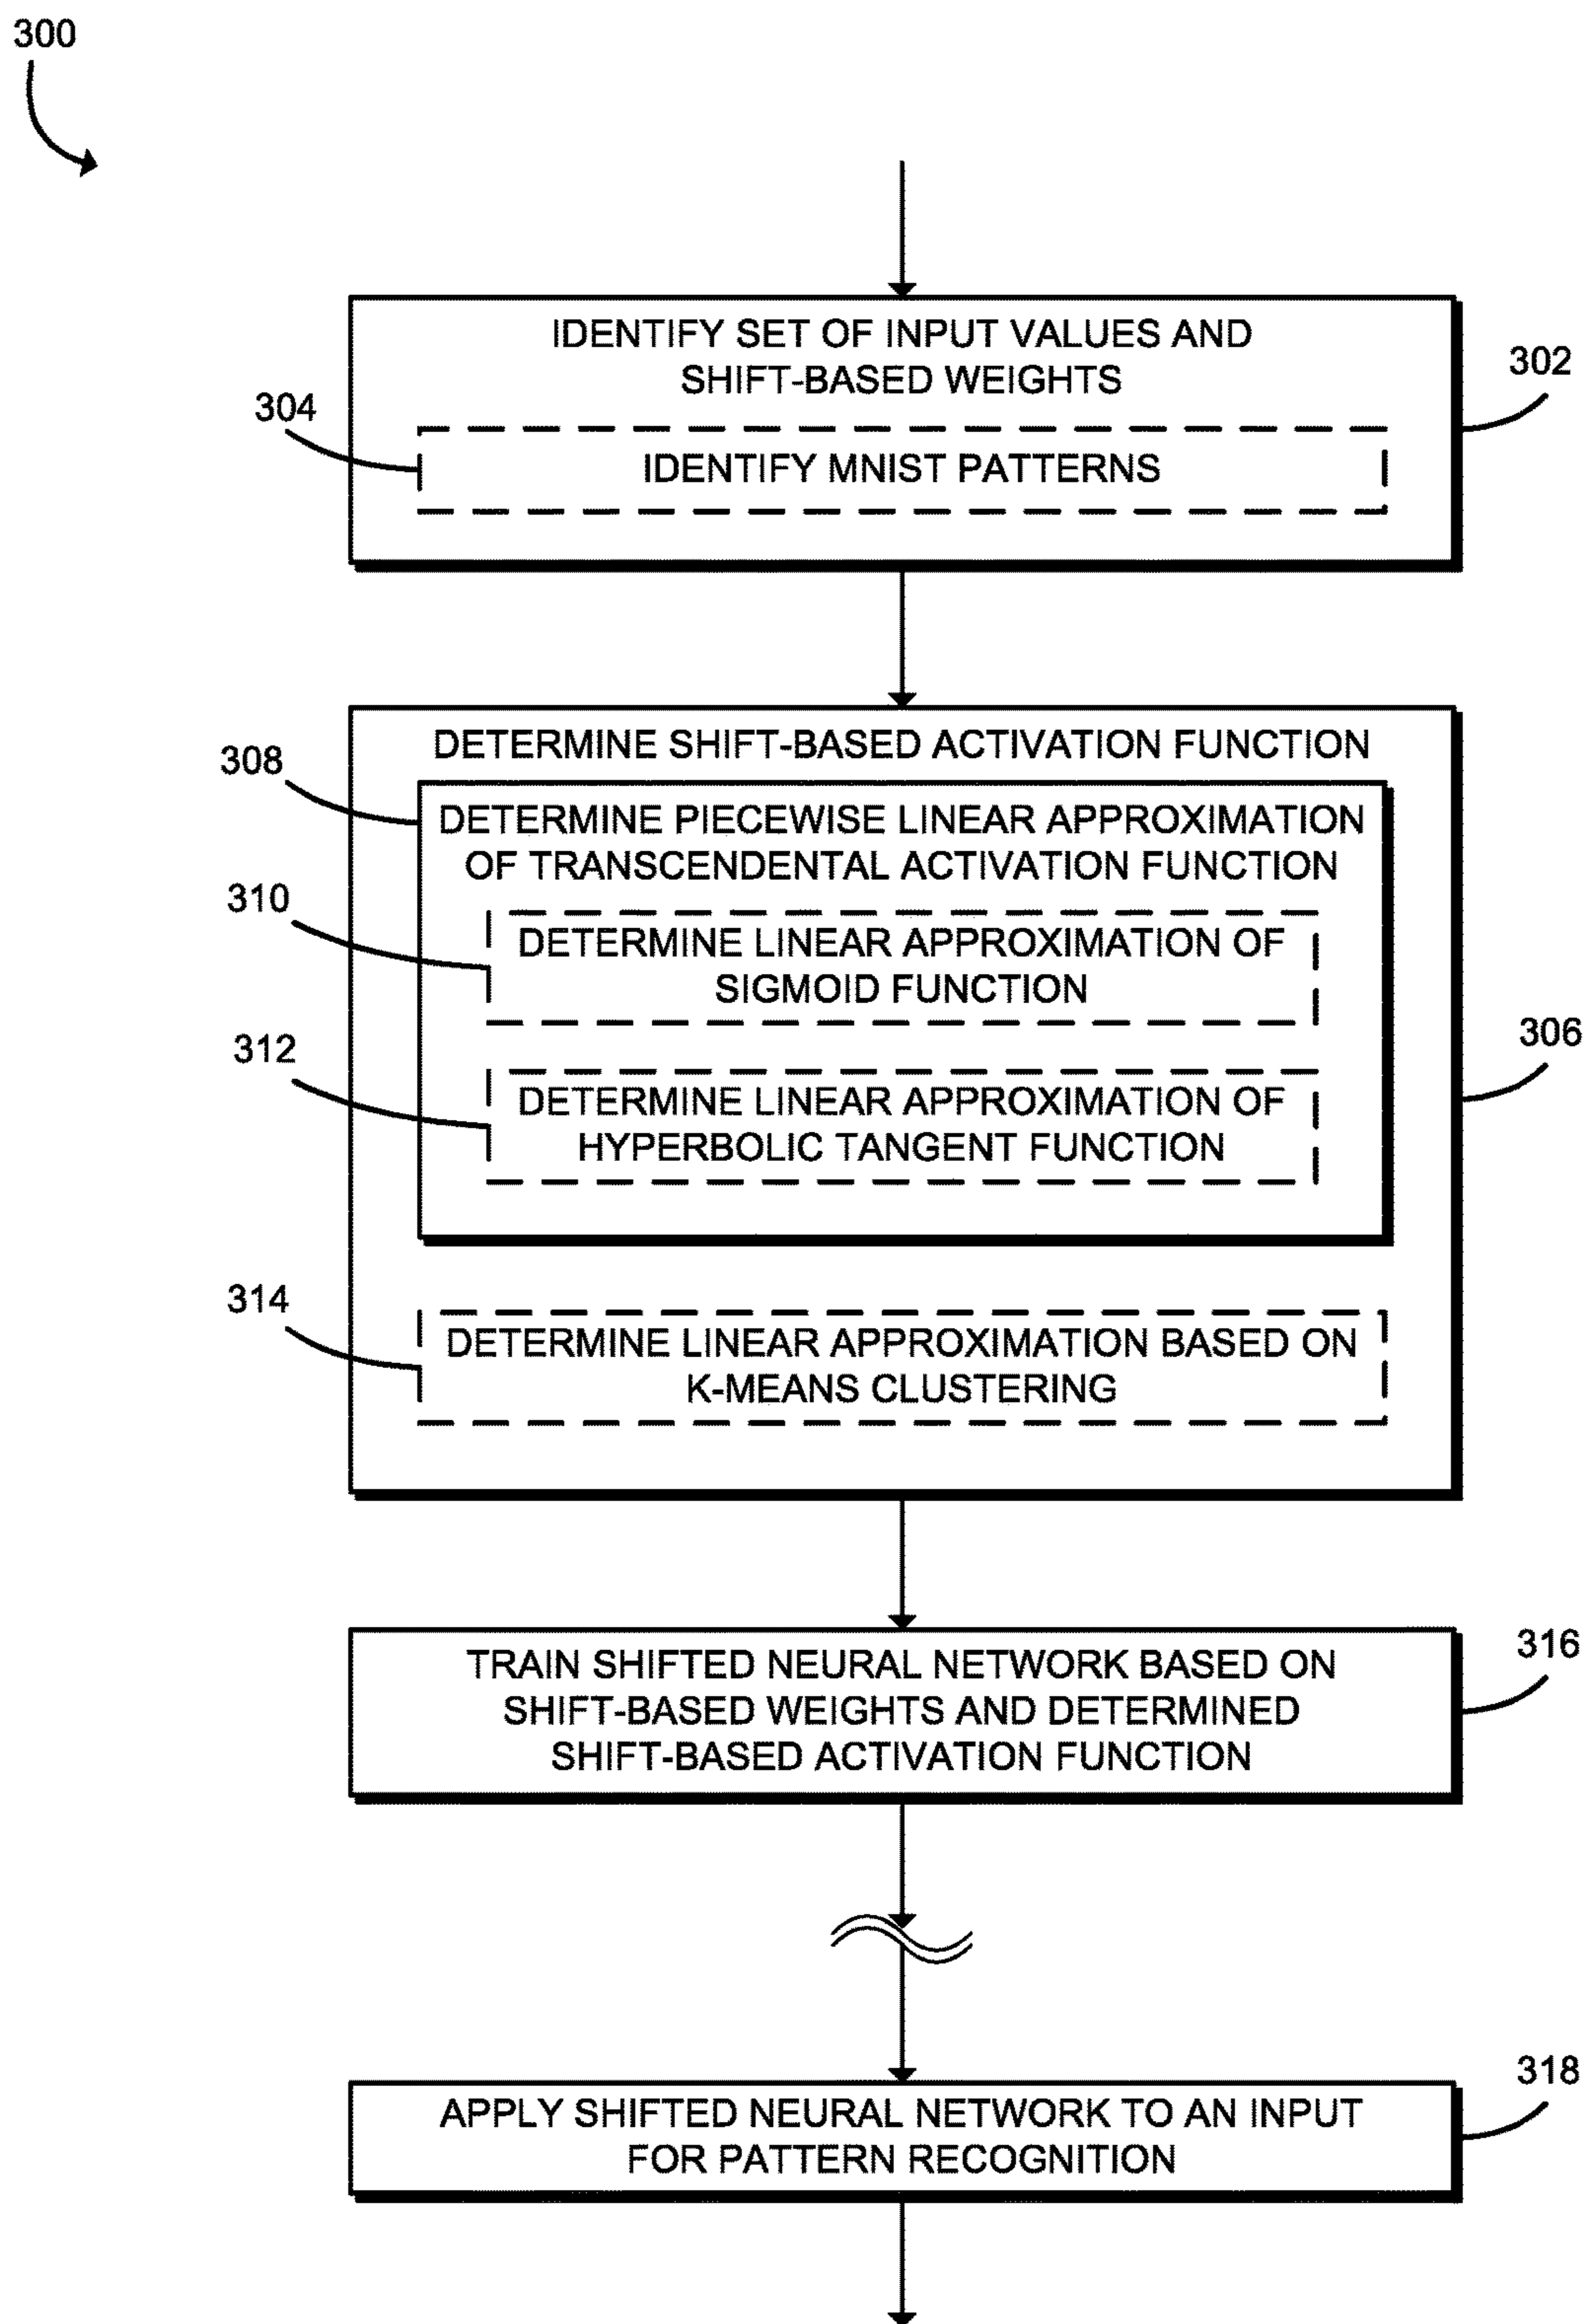 300
IDENTIFY SET OF INPUT VALUES AND
SHIFT-BASED WEIGHTS
302
304
IDENTIFY MNIST PATTERNS
DETERMINE SHIFT-BASED ACTIVATION FUNCTION
308
DETERMINE PIECEWISE LINEAR APPROXIMATION
OF TRANSCENDENTAL ACTIVATION FUNCTION
310
DETERMINE LINEAR APPROXIMATION OF
SIGMOID FUNCTION
312
306
DETERMINE LINEAR APPROXIMATION OF
HYPERBOLIC TANGENT FUNCTION
314
DETERMINE LINEAR APPROXIMATION BASED ON
K-MEANS CLUSTERING
316
TRAIN SHIFTED NEURAL NETWORK BASED ON
SHIFT-BASED WEIGHTS AND DETERMINED
SHIFT-BASED ACTIVATION FUNCTION
318
APPLY SHIFTED NEURAL NETWORK TO AN INPUT
FOR PATTERN RECOGNITION